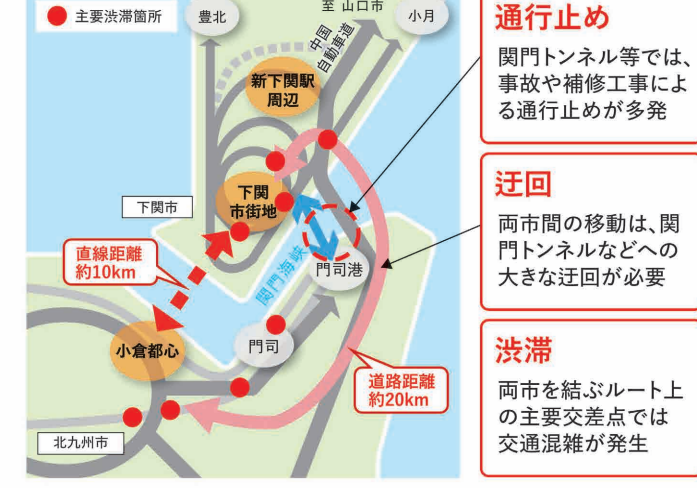 主要渋滞箇所
豊北
至 山口市
小月
中国
自動車道
新下関駅
周辺
下関市
下関
市街地
直線距離
約10km
関門海峡
門司港
小倉都心
門司
道路距離
約20km
北九州市
通行止め
関門トンネル等では、
事故や補修工事によ
る通行止めが多発
迂回
両市間の移動は、関
門トンネルなどへの
大きな迂回が必要
渋滞
両市を結ぶルート上
の主要交差点では
交通混雑が発生